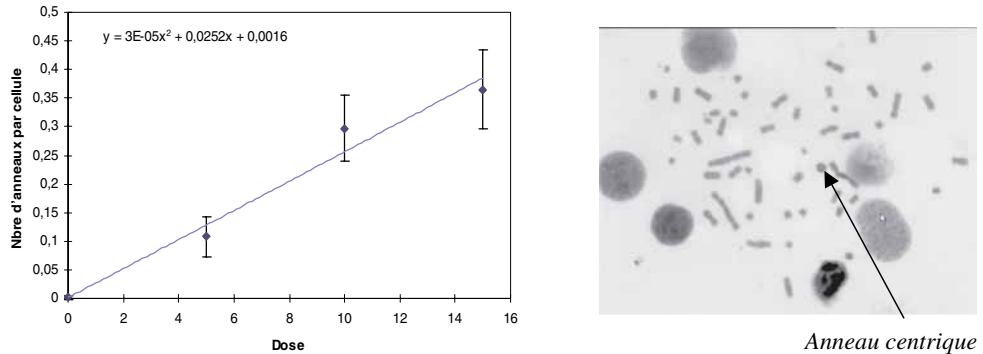 y = 3E-05x² + 0,0252x + 0,0016
Nbre d'anneaux par cellule
0,5
0,45
0,4
0,35
0,3
0,25
0,2
0,15
0,1
0,05
0
0 2 4 6 8 10 12 14 16
Dose
Anneau centrique